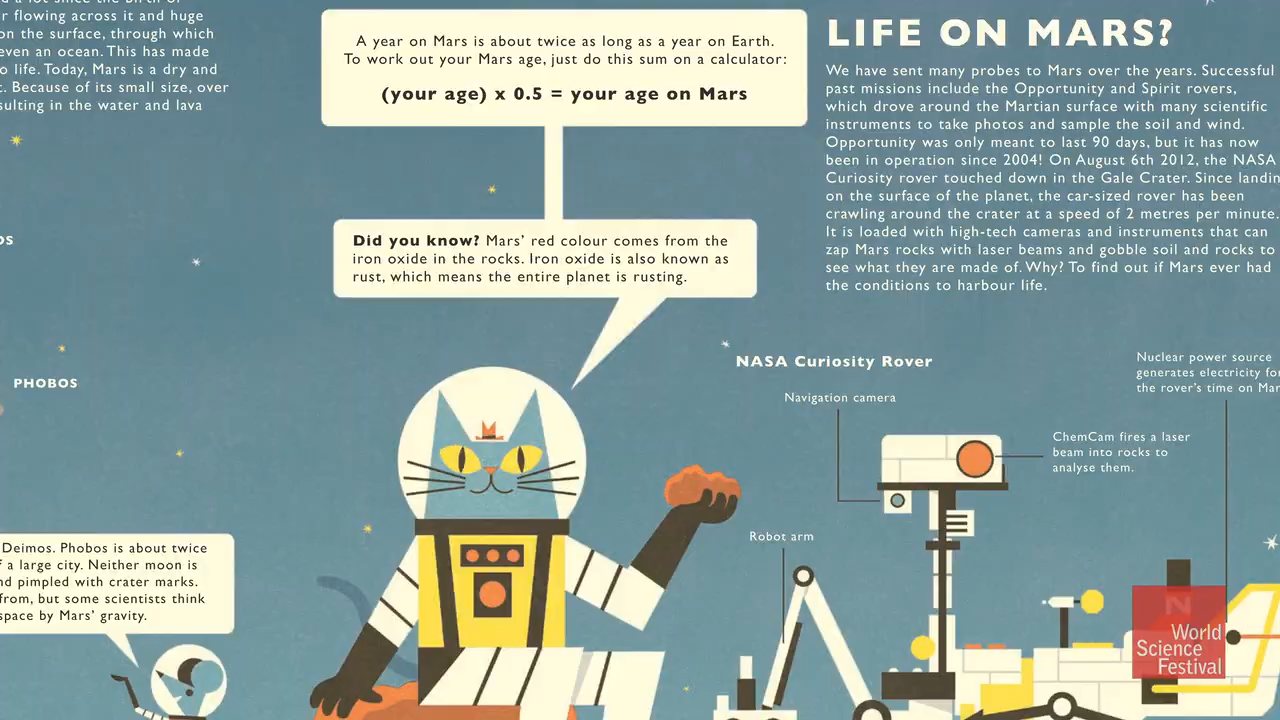 r flowing across it and huge
on the surface, through which
even an ocean. This has made
o life. Today, Mars is a dry and
t. Because of its small size, over
sulting in the water and lava
A year on Mars is about twice as long as a year on Earth.
To work out your Mars age, just do this sum on a calculator:
(your age) x 0.5 = your age on Mars
Did you know? Mars' red colour comes from the
iron oxide in the rocks. Iron oxide is also known as
rust, which means the entire planet is rusting.
LIFE ON MARS?
We have sent many probes to Mars over the years. Successful
past missions include the Opportunity and Spirit rovers,
which drove around the Martian surface with many scientific
instruments to take photos and sample the soil and wind.
Opportunity was only meant to last 90 days, but it has now
been in operation since 2004! On August 6th 2012, the NASA
Curiosity rover touched down in the Gale Crater. Since landin
on the surface of the planet, the car-sized rover has been
crawling around the crater at a speed of 2 metres per minute.
It is loaded with high-tech cameras and instruments that can
zap Mars rocks with laser beams and gobble soil and rocks to
see what they are made of. Why? To find out if Mars ever had
the conditions to harbour life.
OS
PHOBOS
Deimos. Phobos is about twice
f a large city. Neither moon is
nd pimpled with crater marks.
from, but some scientists think
space by Mars' gravity.
NASA Curiosity Rover
Navigation camera
ChemCam fires a laser
beam into rocks to
analyse them.
Nuclear power source
generates electricity for
the rover's time on Mar
Robot arm
N
World
Science
Festival